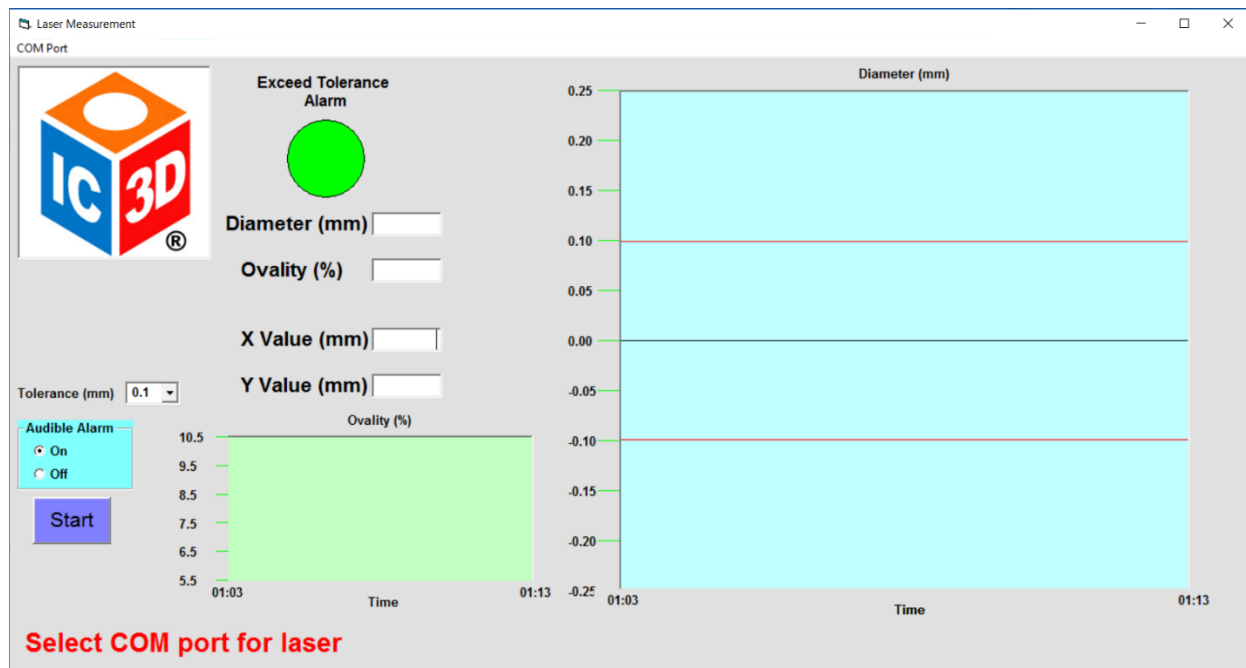 Laser Measurement
COM Port
IC
3D
®
Exceed Tolerance
Alarm
Diameter (mm)
Ovality (%)
X Value (mm)
Y Value (mm)
Tolerance (mm) 0.1
Audible Alarm
On
Off
Start
Ovality (%)
10.5
9.5
8.5
7.5
6.5
5.5
01:03
01:13
Time
Diameter (mm)
0.25
0.20
0.15
0.10
0.05
0.00
-0.05
-0.10
-0.15
-0.20
-0.25
01:03
01:13
Time
Select COM port for laser